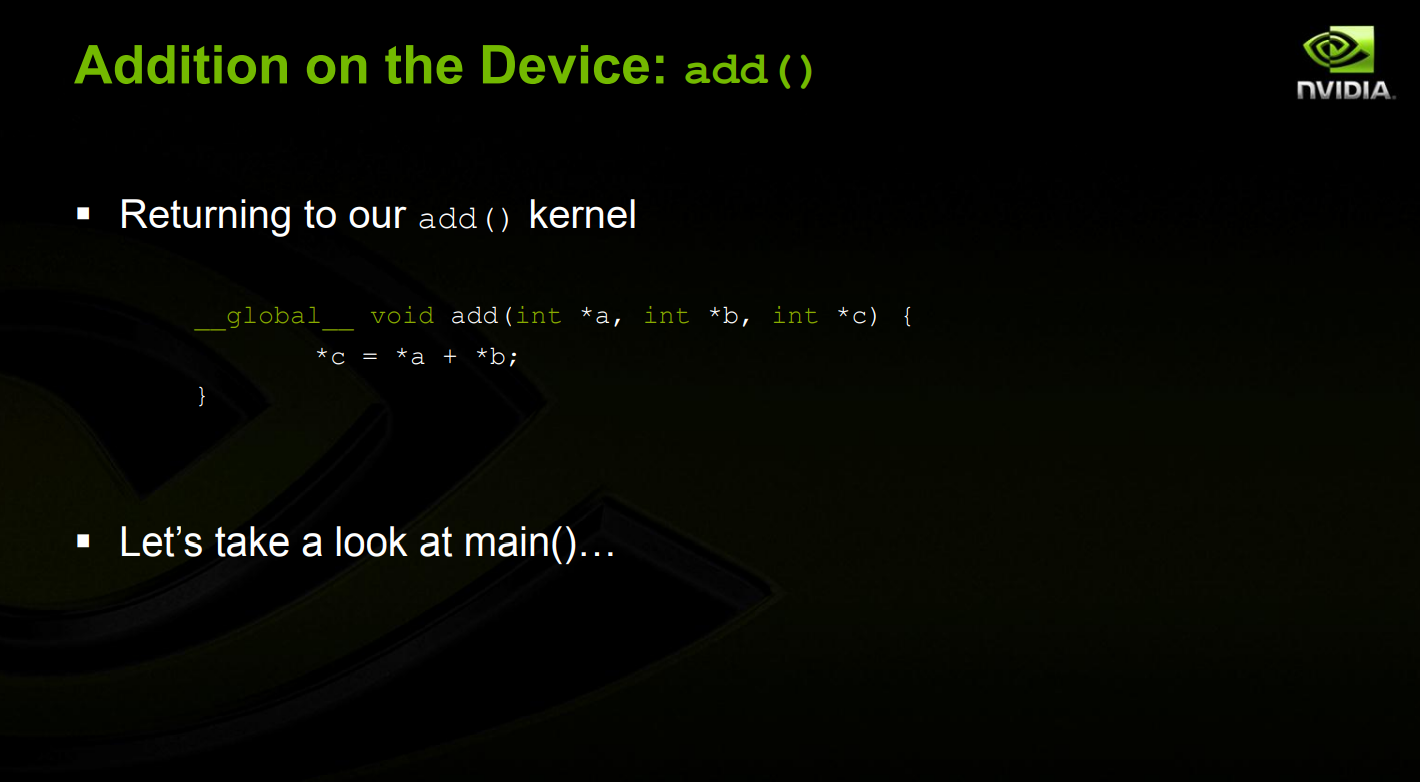 Addition on the Device: add()
NVIDIA.
▪ Returning to our add() kernel
__global__ void add(int *a, int *b, int *c) {
*c = *a + *b;
}
▪ Let’s take a look at main()…